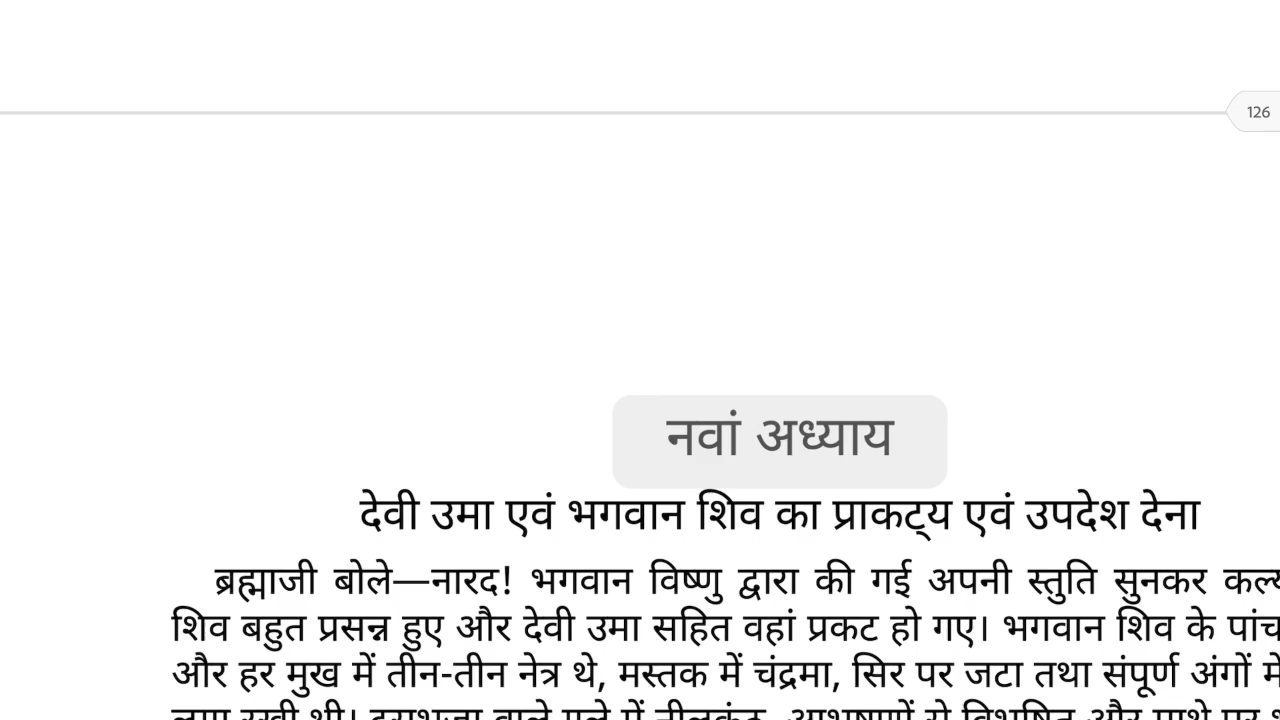 126
नवां अध्याय
देवी उमा एवं भगवान शिव का प्राकट्य एवं उपदेश देना
ब्रह्माजी बोले—नारद! भगवान विष्णु द्वारा की गई अपनी स्तुति सुनकर
शिव बहुत प्रसन्न हुए और देवी उमा सहित वहां प्रकट हो गए। भगवान शिव के पांच
और हर मुख में तीन-तीन नेत्र थे, मस्तक में चंद्रमा, सिर पर जटा तथा संपूर्ण अंगों